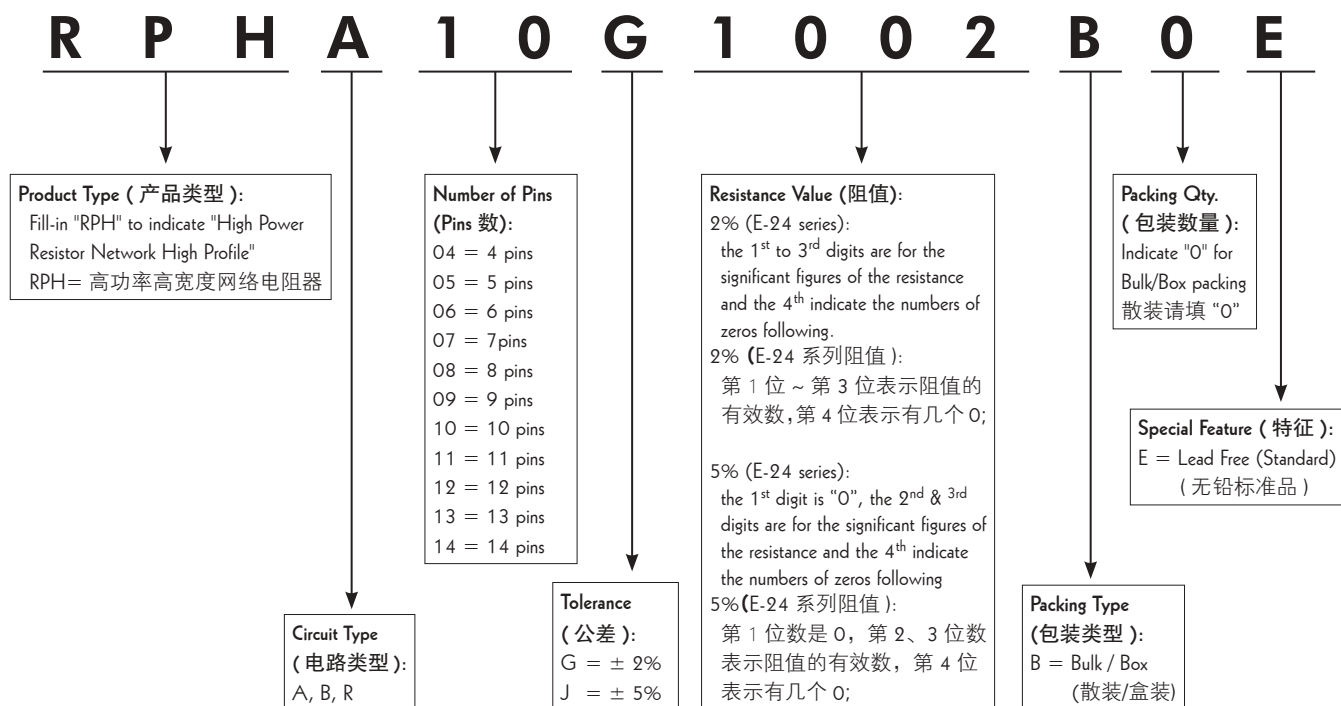 R P H A 1 0 G 1 0 0 2 B 0 E
Product Type ( 产品类型 ):
Fill-in "RPH" to indicate "High Power
Resistor Network High Profile"
RPH= 高功率高宽度网络电阻器
Circuit Type
( 电路类型 ):
A, B, R
Number of Pins
(Pins 数):
04 = 4 pins
05 = 5 pins
06 = 6 pins
07 = 7pins
08 = 8 pins
09 = 9 pins
10 = 10 pins
11 = 11 pins
12 = 12 pins
13 = 13 pins
14 = 14 pins
Tolerance
( 公差 ):
G = ± 2%
J = ± 5%
Resistance Value (阻值):
2% (E-24 series):
the 1st to 3rd digits are for the
significant figures of the resistance
and the 4th indicate the numbers of
zeros following.
2% (E-24 系列阻值 ):
第 1 位 ~ 第 3 位表示阻值的
有效数,第 4 位表示有几个 0;
5% (E-24 series):
the 1st digit is “0”, the 2nd & 3rd
digits are for the significant figures of
the resistance and the 4th indicate
the numbers of zeros following
5%(E-24 系列阻值 ):
第 1 位数是 0，第 2、3 位数
表示阻值的有效数，第 4 位
表示有几个 0;
Packing Type
(包装类型 ):
B = Bulk / Box
(散装/盒装)
Packing Qty.
( 包装数量 ):
Indicate "0" for
Bulk/Box packing
散装请填 “0”
Special Feature ( 特征 ):
E = Lead Free (Standard)
( 无铅标准品 )